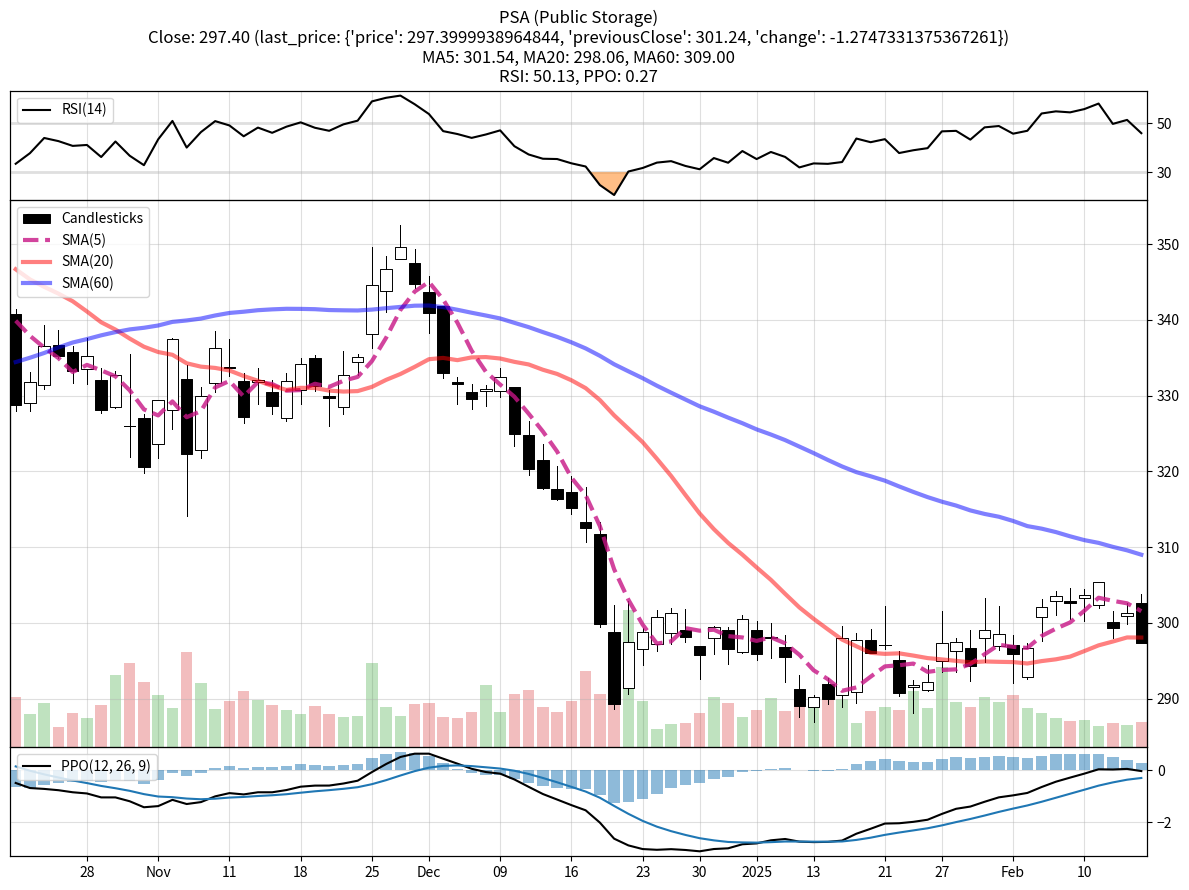 PSA (Public Storage)
Close: 297.40 (last_price: {'price': 297.3999938964844, 'previousClose': 301.24, 'change': -1.2747331375367261})
MA5: 301.54, MA20: 298.06, MA60: 309.00
RSI: 50.13, PPO: 0.27
RSI(14)
50
30
Candlesticks
SMA(5)
SMA(20)
SMA(60)
350
340
330
320
310
300
290
PPO(12, 26, 9)
0
−2
28 Nov 11 18 25 Dec 09 16 23 30 2025 13 21 27 Feb 10